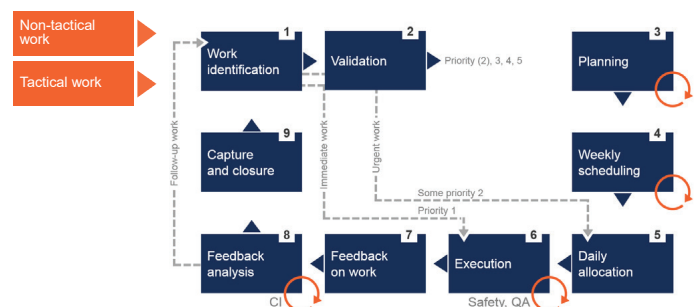 Non-tactical
work
Tactical work
1
Work
identification
2
Validation
Priority (2), 3, 4, 5
3
Planning
Follow-up work
Immediate work
Urgent work
9
Capture
and closure
4
Weekly
scheduling
Some priority 2
Priority 1
8
Feedback
analysis
7
Feedback
on work
6
Execution
5
Daily
allocation
CI
Safety, QA